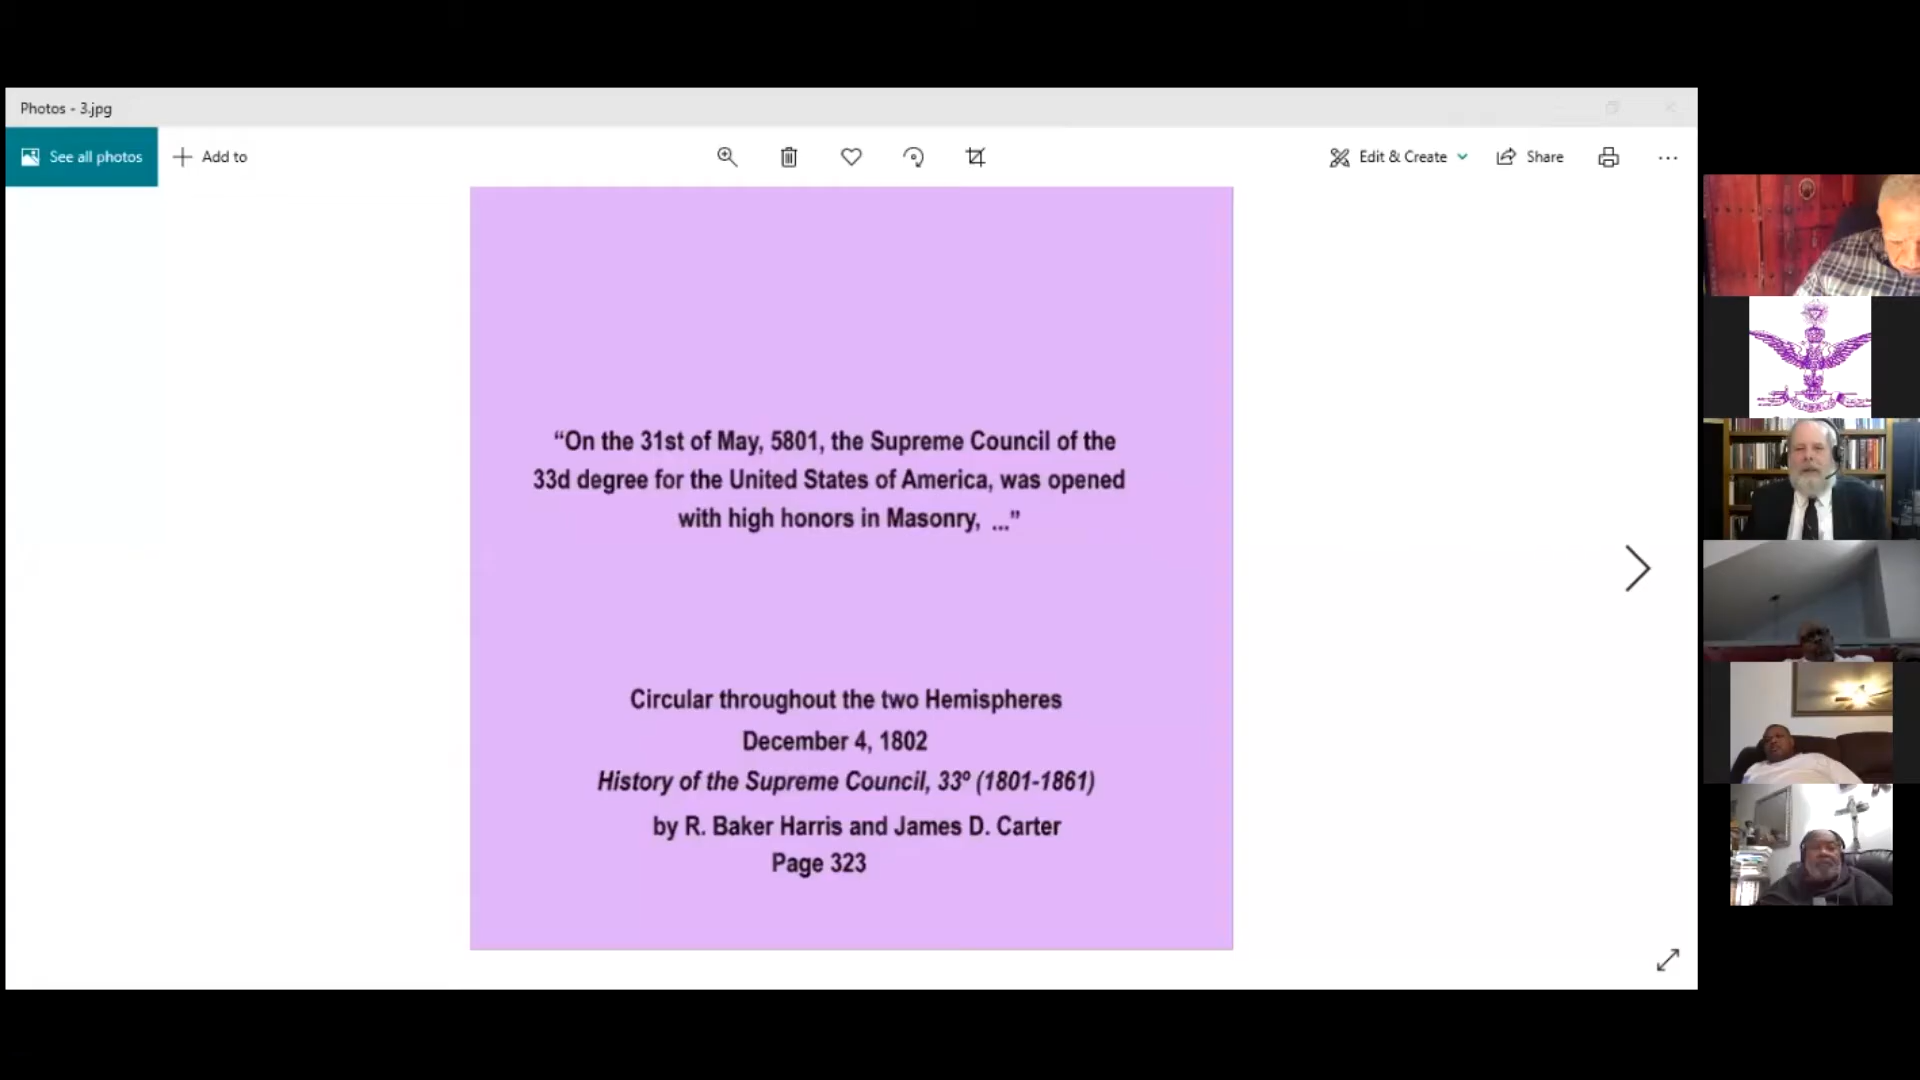 Photos - 3.jpg
See all photos
Add to
Edit & Create
Share
“On the 31st of May, 5801, the Supreme Council of the
33d degree for the United States of America, was opened
with high honors in Masonry, ...”
Circular throughout the two Hemispheres
December 4, 1802
History of the Supreme Council, 33º (1801-1861)
by R. Baker Harris and James D. Carter
Page 323